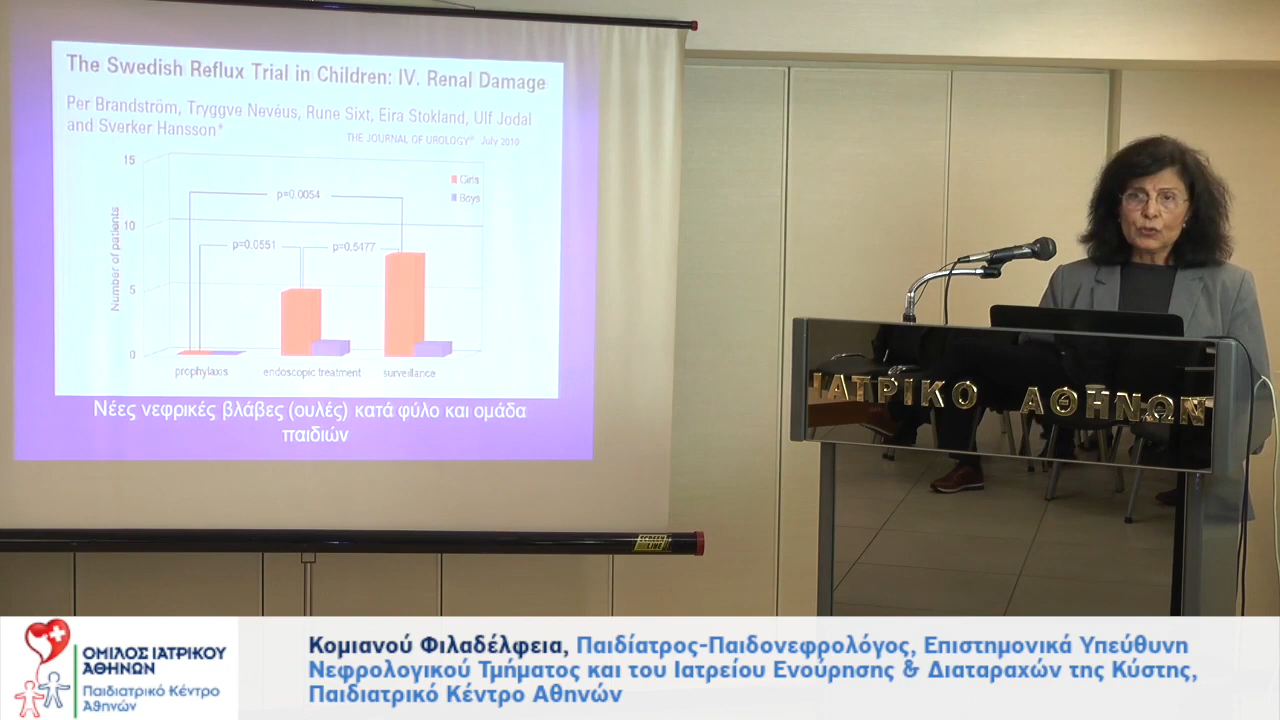 The Swedish Reflux Trial in Children: IV. Renal Damage
Per Brandström, Tryggve Nevéus, Rune Sixt, Eira Stokland, Ulf Jodal
and Sverker Hansson*
THE JOURNAL OF UROLOGY® July 2010
15
10
5
0
Number of patients
Girls
Boys
p=0.0054
p=0.0551
p=0.5477
prophylaxis
endoscopic treatment
surveillance
Νέες νεφρικές βλάβες (ουλές) κατά φύλο και ομάδα
παιδιών
SCREEN
LINE
ΙΑΤΡΙΚΟ ΑΘΗΝΩΝ
ΟΜΙΛΟΣ ΙΑΤΡΙΚΟΥ
ΑΘΗΝΩΝ
Παιδιατρικό Κέντρο
Αθηνών
Κομιανού Φιλαδέλφεια, Παιδίατρος-Παιδονεφρολόγος, Επιστημονικά Υπεύθυνη
Νεφρολογικού Τμήματος και του Ιατρείου Ενούρησης & Διαταραχών της Κύστης,
Παιδιατρικό Κέντρο Αθηνών